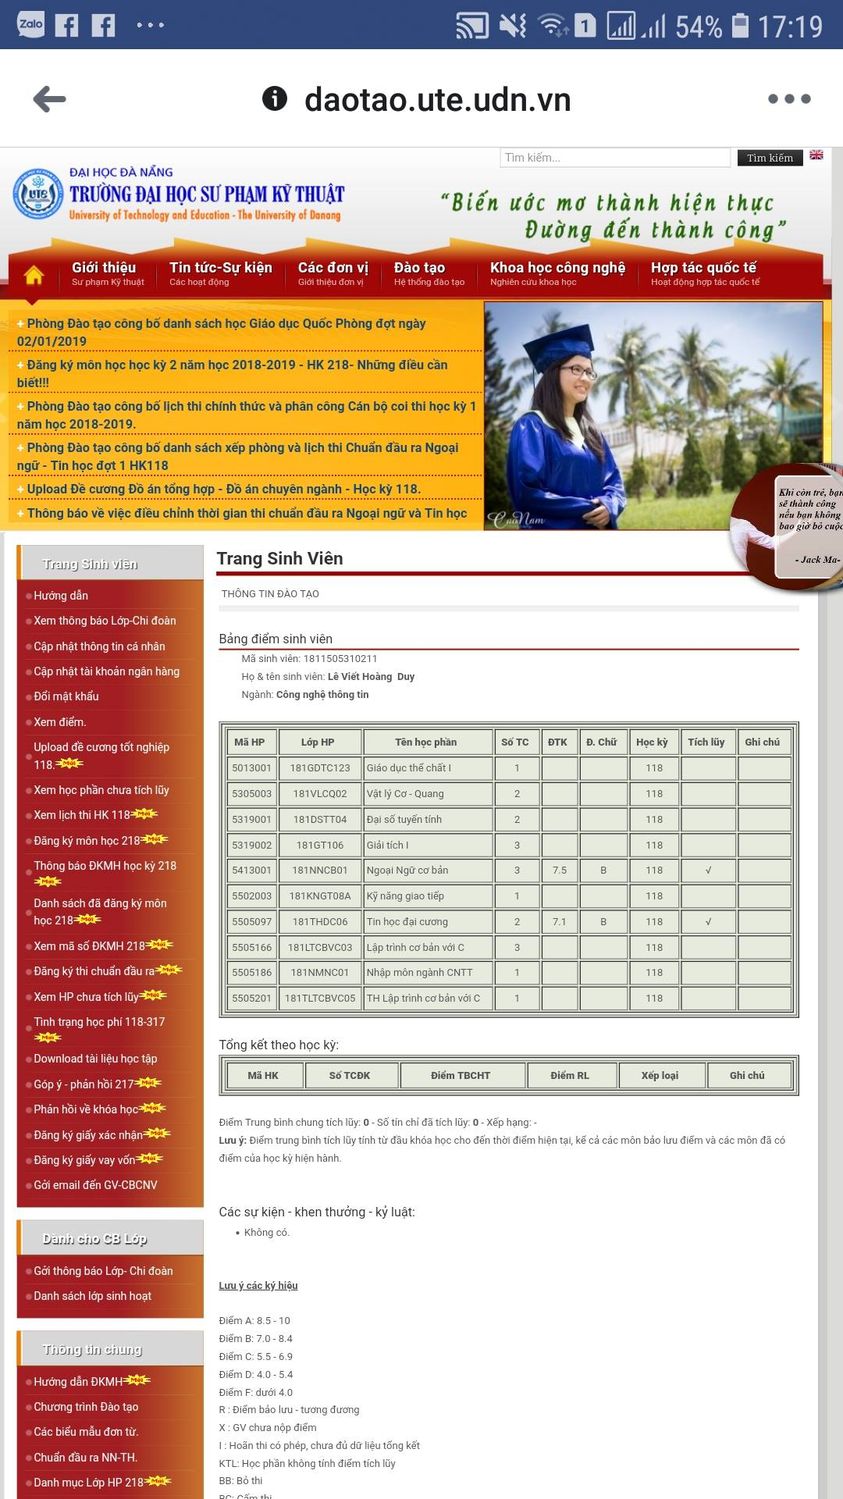 Zalo
1
54%
17:19
daotao.ute.udn.vn
Tìm kiếm...
Tìm kiếm
ĐẠI HỌC ĐÀ NẴNG
TRƯỜNG ĐẠI HỌC SƯ PHẠM KỸ THUẬT
University of Technology and Education - The University of Danang
UTE
“Biến ước mơ thành hiện thực
Đường đến thành công”
Giới thiệu Tin tức-Sự kiện Các đơn vị Đào tạo Khoa học công nghệ Hợp tác quốc tế
Sư phạm Kỹ thuật Các hoạt động Giới thiệu đơn vị Hệ thống đào tạo Nghiên cứu khoa học Hoạt động hợp tác quốc tế
+ Phòng Đào tạo công bố danh sách học Giáo dục Quốc Phòng đợt ngày
02/01/2019
+ Đăng ký môn học học kỳ 2 năm học 2018-2019 - HK 218- Những điều cần
biết!!!
+ Phòng Đào tạo công bố lịch thi chính thức và phân công Cán bộ coi thi học kỳ 1
năm học 2018-2019.
+ Phòng Đào tạo công bố danh sách xếp phòng và lịch thi Chuẩn đầu ra Ngoại
ngữ - Tin học đợt 1 HK118
+ Upload Đề cương Đồ án tổng hợp - Đồ án chuyên ngành - Học kỳ 118.
+ Thông báo về việc điều chỉnh thời gian thi chuẩn đầu ra Ngoại ngữ và Tin học
CaoNam
Khi còn trẻ, bạn
sẽ thành công
nếu bạn không
bao giờ bỏ cuộc
- Jack Ma-
Trang Sinh viên
Hướng dẫn
Xem thông báo Lớp-Chi đoàn
Cập nhật thông tin cá nhân
Cập nhật tài khoản ngân hàng
Đổi mật khẩu
Xem điểm.
Upload đề cương tốt nghiệp
118.
Xem học phần chưa tích lũy
Xem lịch thi HK 118
Đăng ký môn học 218
Thông báo ĐKMH học kỳ 218
Danh sách đã đăng ký môn
học 218
Xem mã số ĐKMH 218
Đăng ký thi chuẩn đầu ra
Xem HP chưa tích lũy
Tình trạng học phí 118-317
Download tài liệu học tập
Góp ý - phản hồi 217
Phản hồi về khóa học
Đăng ký giấy xác nhận
Đăng ký giấy vay vốn
Gởi email đến GV-CBCNV
Dành cho CB Lớp
Gởi thông báo Lớp- Chi đoàn
Danh sách lớp sinh hoạt
Thông tin chung
Hướng dẫn ĐKMH
Chương trình Đào tạo
Các biểu mẫu đơn từ.
Chuẩn đầu ra NN-TH.
Danh mục Lớp HP 218
Trang Sinh Viên
THÔNG TIN ĐÀO TẠO
Bảng điểm sinh viên
Mã sinh viên: 1811505310211
Họ & tên sinh viên: Lê Viết Hoàng Duy
Ngành: Công nghệ thông tin
Mã HP Lớp HP Tên học phần Số TC ĐTK Đ. Chữ Học kỳ Tích lũy Ghi chú
5013001 181GDTC123 Giáo dục thể chất I 1 118
5305003 181VLCQ02 Vật lý Cơ - Quang 2 118
5319001 181DSTT04 Đại số tuyến tính 2 118
5319002 181GT106 Giải tích I 3 118
5413001 181NNCB01 Ngoại Ngữ cơ bản 3 7.5 B 118 √
5502003 181KNGT08A Kỹ năng giao tiếp 1 118
5505097 181THDC06 Tin học đại cương 2 7.1 B 118 √
5505166 181LTCBVC03 Lập trình cơ bản với C 3 118
5505186 181NMNC01 Nhập môn ngành CNTT 1 118
5505201 181TLTCBVC05 TH Lập trình cơ bản với C 1 118
Tổng kết theo học kỳ:
Mã HK Số TCĐK Điểm TBCHT Điểm RL Xếp loại Ghi chú
Điểm Trung bình chung tích lũy: 0 - Số tín chỉ đã tích lũy: 0 - Xếp hạng: -
Lưu ý: Điểm trung bình tích lũy tính từ đầu khóa học cho đến thời điểm hiện tại, kể cả các môn bảo lưu điểm và các môn đã có
điểm của học kỳ hiện hành.
Các sự kiện - khen thưởng - kỷ luật:
• Không có.
Lưu ý các ký hiệu
Điểm A: 8.5 - 10
Điểm B: 7.0 - 8.4
Điểm C: 5.5 - 6.9
Điểm D: 4.0 - 5.4
Điểm F: dưới 4.0
R : Điểm bảo lưu - tương đương
X : GV chưa nộp điểm
I : Hoãn thi có phép, chưa đủ dữ liệu tổng kết
KTL: Học phần không tính điểm tích lũy
BB: Bỏ thi
BC: Cấm thi